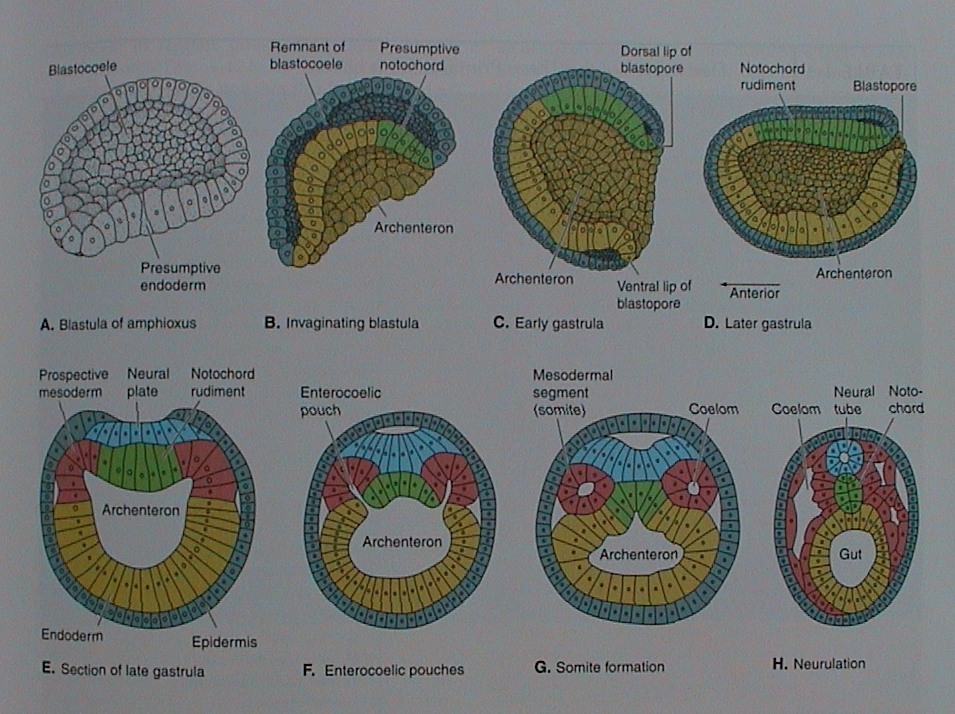 Blastocoele
Remnant of
blastocoele
Presumptive
notochord
Dorsal lip of
blastopore
Notochord
rudiment
Blastopore
Presumptive
endoderm
Archenteron
Archenteron
Ventral lip of
blastopore
Archenteron
Anterior
A. Blastula of amphioxus
B. Invaginating blastula
C. Early gastrula
D. Later gastrula
Prospective
mesoderm
Neural
plate
Notochord
rudiment
Enterocoelic
pouch
Mesodermal
segment
(somite)
Coelom
Coelom
Neural
tube
Noto-
chord
Archenteron
Archenteron
Archenteron
Gut
Endoderm
Epidermis
E. Section of late gastrula
F. Enterocoelic pouches
G. Somite formation
H. Neurulation